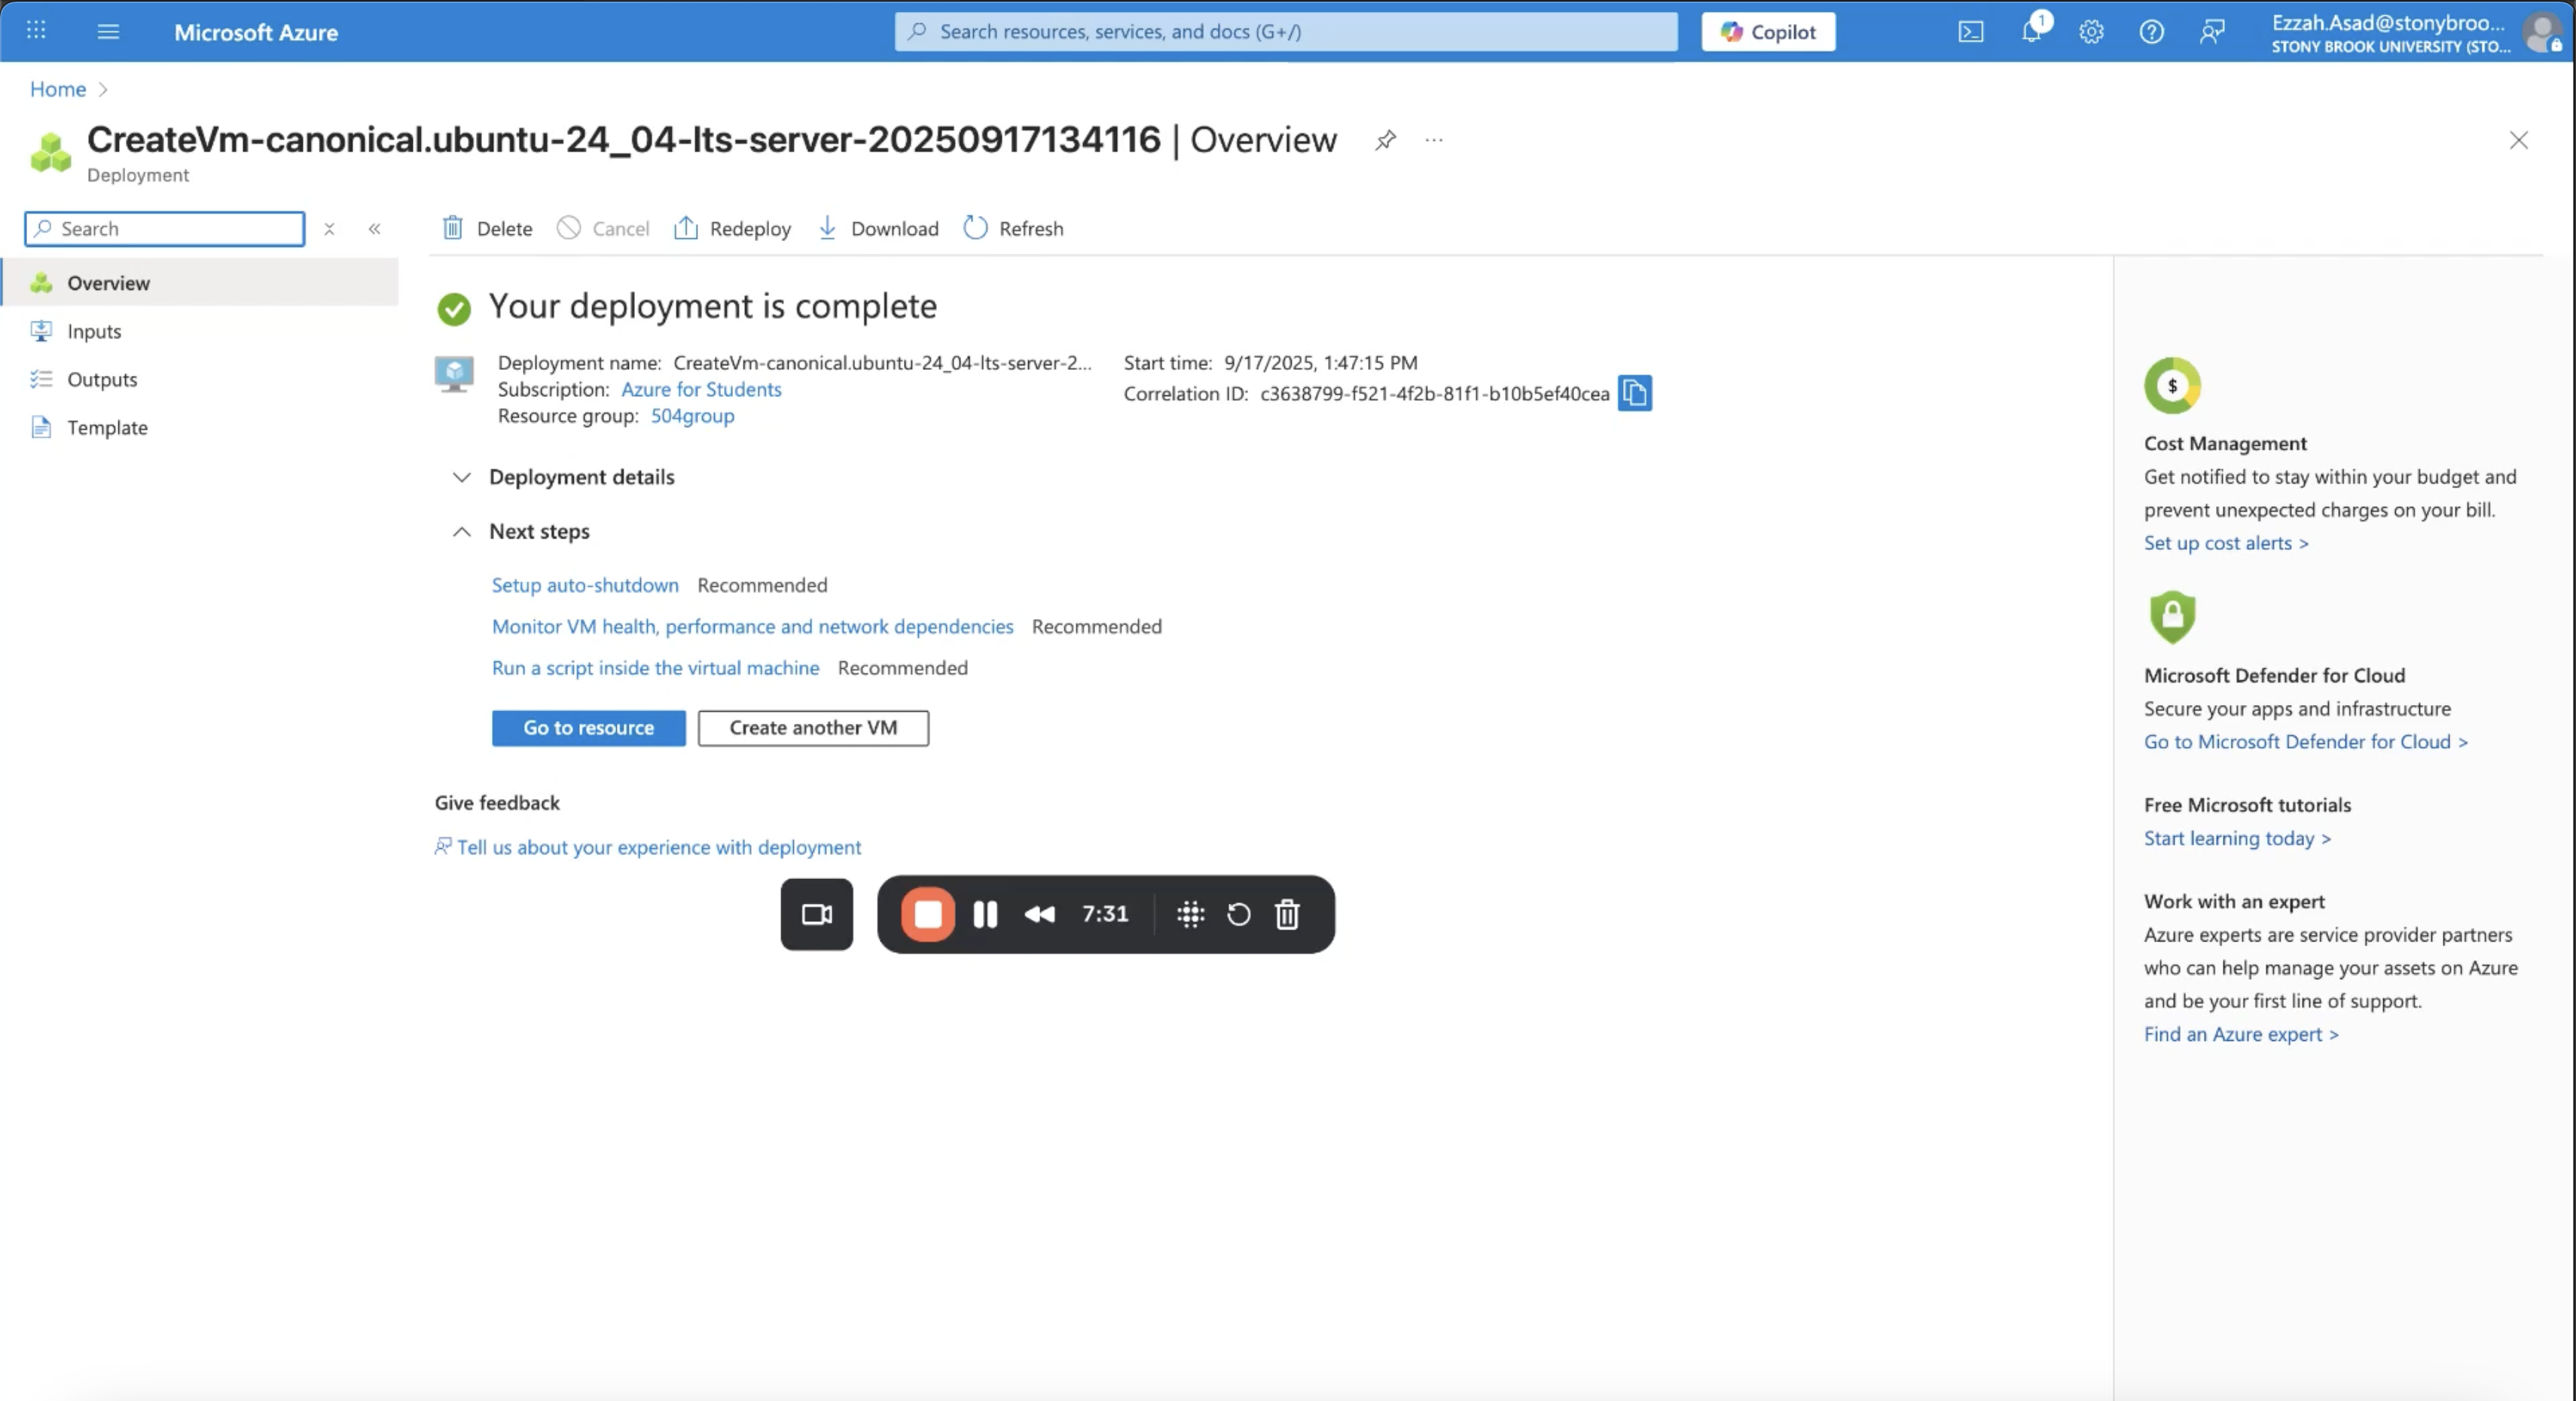 Microsoft Azure
Search resources, services, and docs (G+/)
Copilot
1
Ezzah.Asad@stonybroo...
STONY BROOK UNIVERSITY (STO...
Home
CreateVm-canonical.ubuntu-24_04-lts-server-20250917134116 | Overview
Deployment
Search
Delete
Cancel
Redeploy
Download
Refresh
Overview
Inputs
Outputs
Template
Your deployment is complete
Deployment name: CreateVm-canonical.ubuntu-24_04-lts-server-2...
Subscription: Azure for Students
Resource group: 504group
Start time: 9/17/2025, 1:47:15 PM
Correlation ID: c3638799-f521-4f2b-81f1-b10b5ef40cea
Deployment details
Next steps
Setup auto-shutdown Recommended
Monitor VM health, performance and network dependencies Recommended
Run a script inside the virtual machine Recommended
Go to resource
Create another VM
Give feedback
Tell us about your experience with deployment
7:31
$
Cost Management
Get notified to stay within your budget and
prevent unexpected charges on your bill.
Set up cost alerts >
Microsoft Defender for Cloud
Secure your apps and infrastructure
Go to Microsoft Defender for Cloud >
Free Microsoft tutorials
Start learning today >
Work with an expert
Azure experts are service provider partners
who can help manage your assets on Azure
and be your first line of support.
Find an Azure expert >